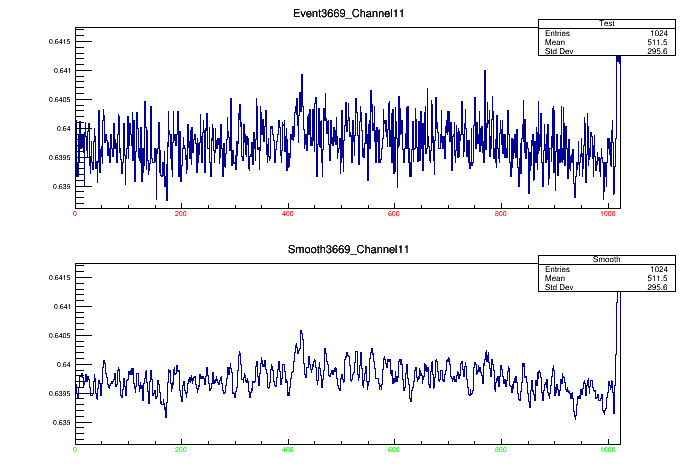 Event3669_Channel11
Test
Entries 1024
Mean 511.5
Std Dev 295.6
0.6415
0.641
0.6405
0.64
0.6395
0.639
0 200 400 600 800 1000
Smooth3669_Channel11
Smooth
Entries 1024
Mean 511.5
Std Dev 295.6
0.6415
0.641
0.6405
0.64
0.6395
0.639
0 200 400 600 800 1000